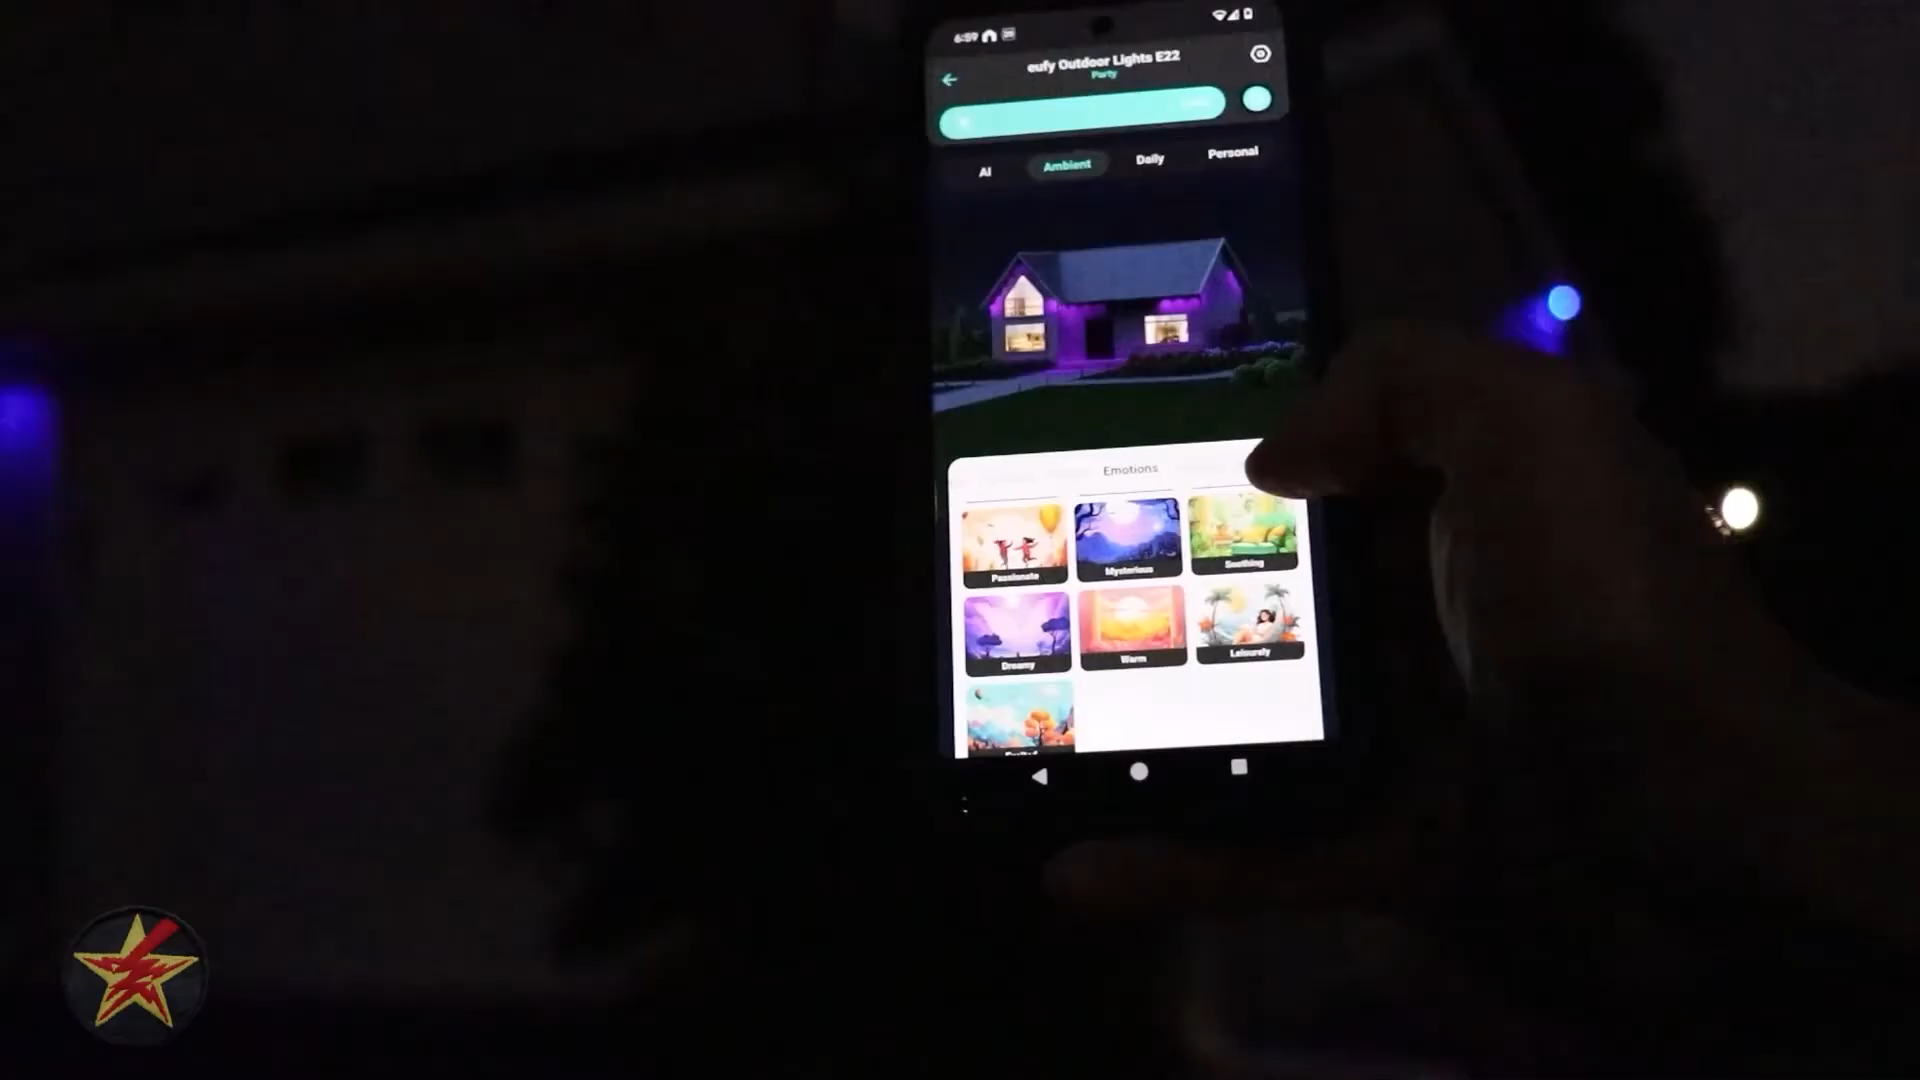 6:59
eufy Outdoor Lights E22
Party
AI Ambient Daily Personal
Emotions
Passionate Mysterious Soothing
Dreamy Warm Leisurely